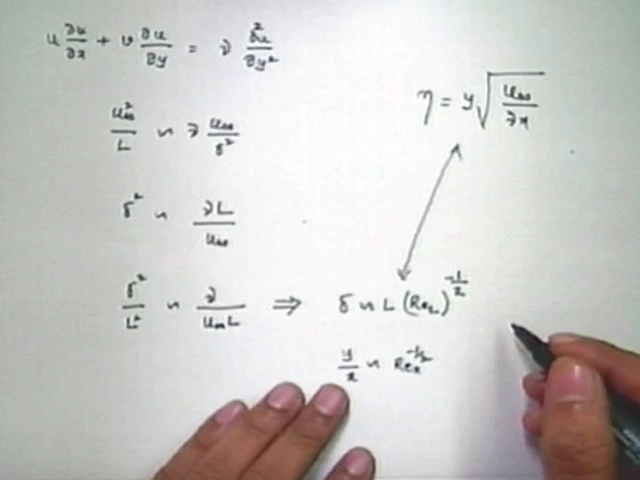 u ∂u/∂x + v ∂u/∂y = ν ∂²u/∂y²
η = y √(u∞/νx)
u∞²/L ~ ν u∞/δ²
δ² ~ νL/u∞
δ²/L² ~ ν/(u∞L) ⇒ δ ~ L (Re_L)^(-1/2)
y/x ~ Re_x^(-1/2)